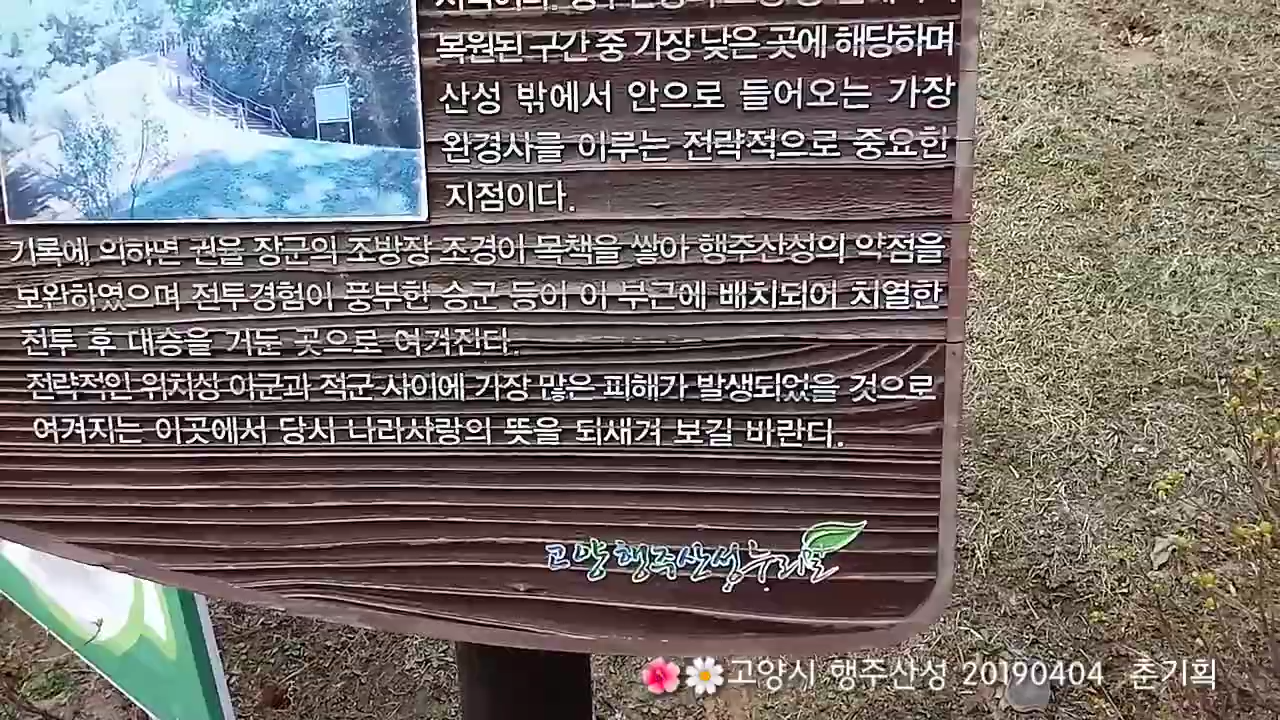 복원된 구간 중 가장 낮은 곳에 해당하며
산성 밖에서 안으로 들어오는 가장
완경사를 이루는 전략적으로 중요한
지점이다.
기록에 의하면 권율 장군의 조방장 조경이 목책을 쌓아 행주산성의 약점을
보완하였으며 전투경험이 풍부한 승군 등이 이 부근에 배치되어 치열한
전투 후 대승을 거둔 곳으로 여겨진다.
전략적인 위치상 아군과 적군 사이에 가장 많은 피해가 발생되었을 것으로
여겨지는 이곳에서 당시 나라사랑의 뜻을 되새겨 보길 바란다.
고양 행주산성 누리길
고양시 행주산성 20190404 춘기획